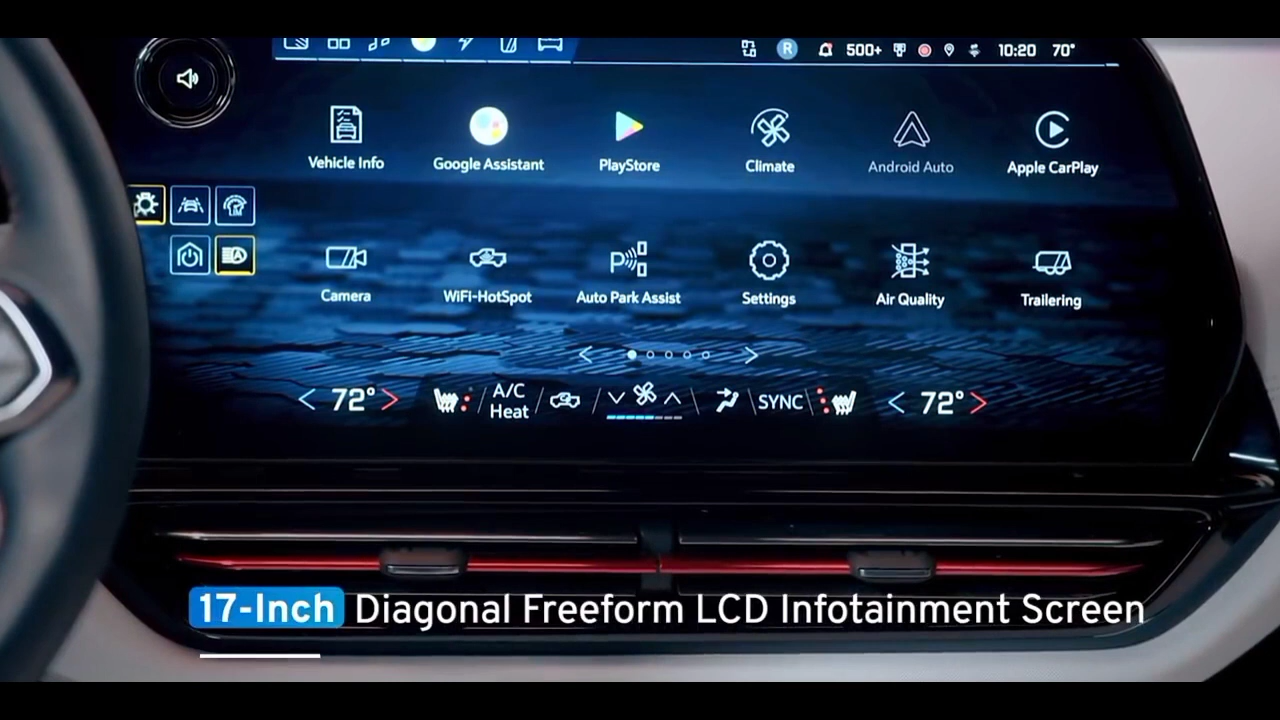 R 500+ 10:20 70°
Vehicle Info Google Assistant PlayStore Climate Android Auto Apple CarPlay
Camera WiFI-HotSpot Auto Park Assist Settings Air Quality Trailering
< 72° > A/C SYNC < 72° >
Heat
17-Inch Diagonal Freeform LCD Infotainment Screen